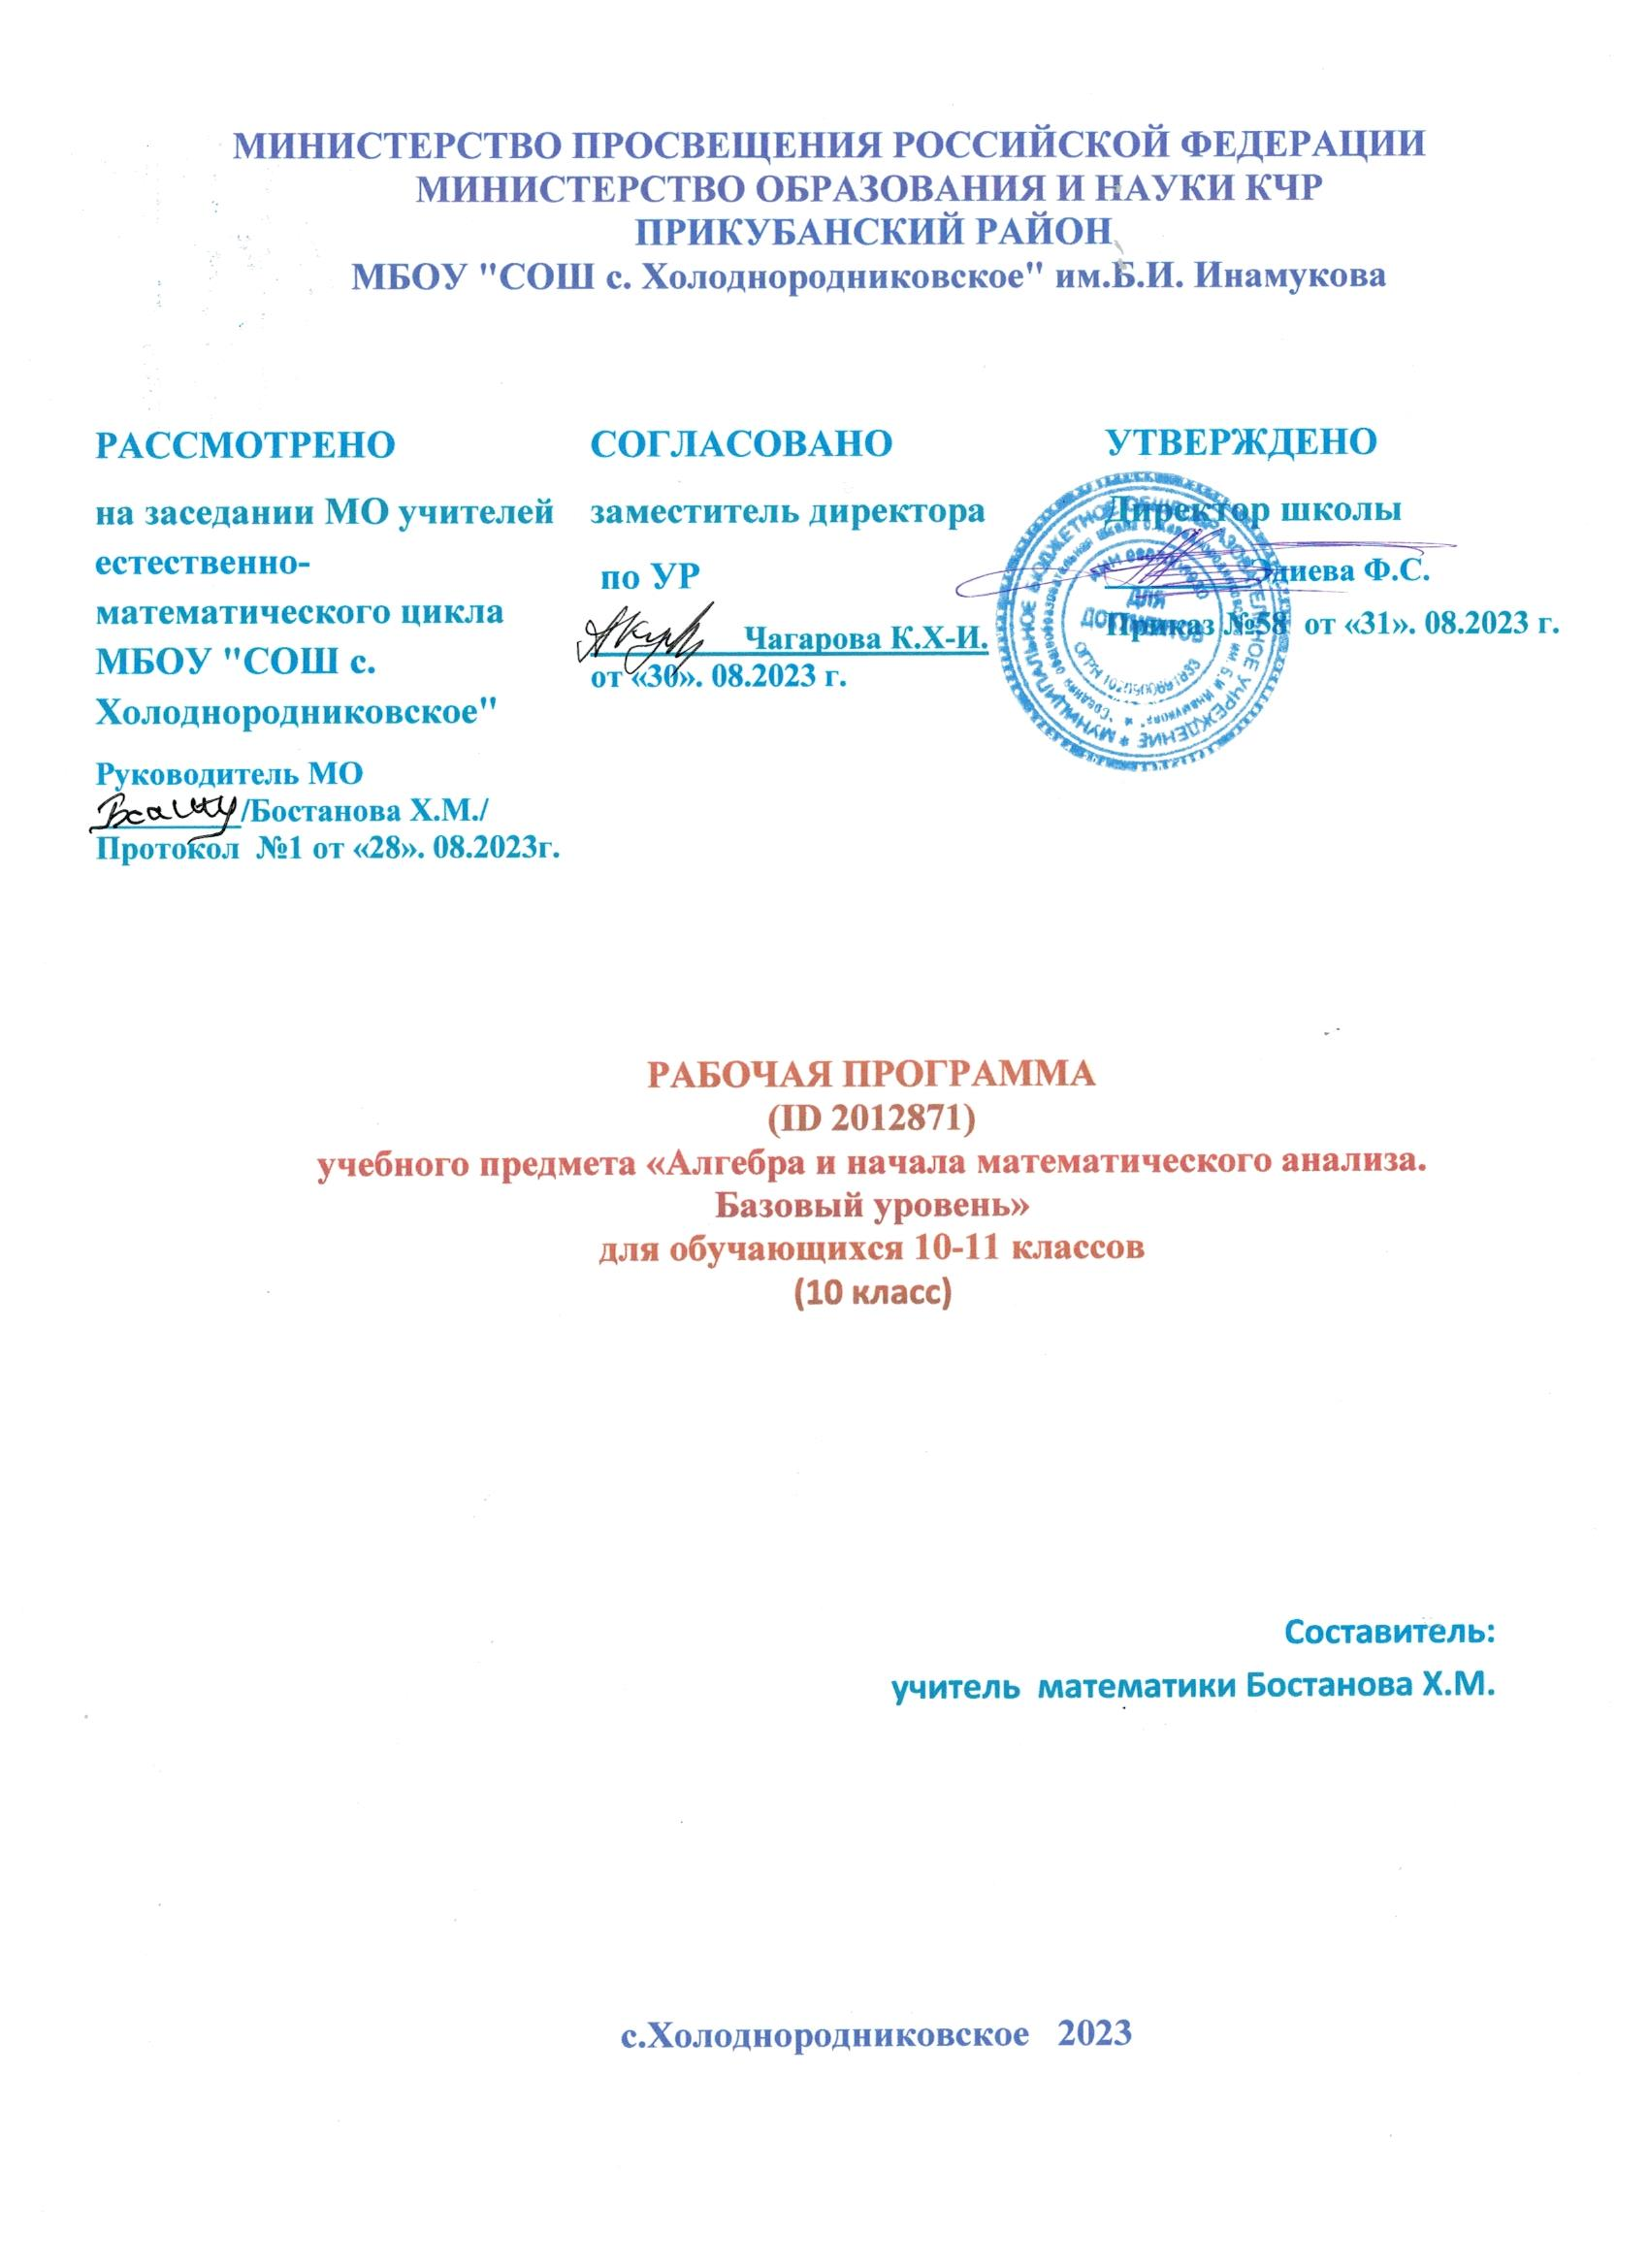 МИНИСТЕРСТВО ПРОСВЕЩЕНИЯ РОССИЙСКОЙ ФЕДЕРАЦИИ
МИНИСТЕРСТВО ОБРАЗОВАНИЯ И НАУКИ КЧР
ПРИКУБАНСКИЙ РАЙОН
МБОУ "СОШ с. Холоднородниковское" им.Б.И. Инамукова
РАССМОТРЕНО
на заседании МО учителей
естественно-
математического цикла
МБОУ "СОШ с.
Холоднородниковское"
Руководитель МО
/Бостанова Х.М./
Протокол №1 от «28». 08.2023г.
СОГЛАСОВАНО
заместитель директора
по УР
Чагарова К.Х-И.
от «30». 08.2023 г.
УТВЕРЖДЕНО
Директор школы
Ф.С.
Приказ №58 от «31». 08.2023 г.
ДЛЯ
ДОКУМЕНТОВ
РАБОЧАЯ ПРОГРАММА
(ID 2012871)
учебного предмета «Алгебра и начала математического анализа.
Базовый уровень»
для обучающихся 10-11 классов
(10 класс)
Составитель:
учитель математики Бостанова Х.М.
с.Холоднородниковское 2023